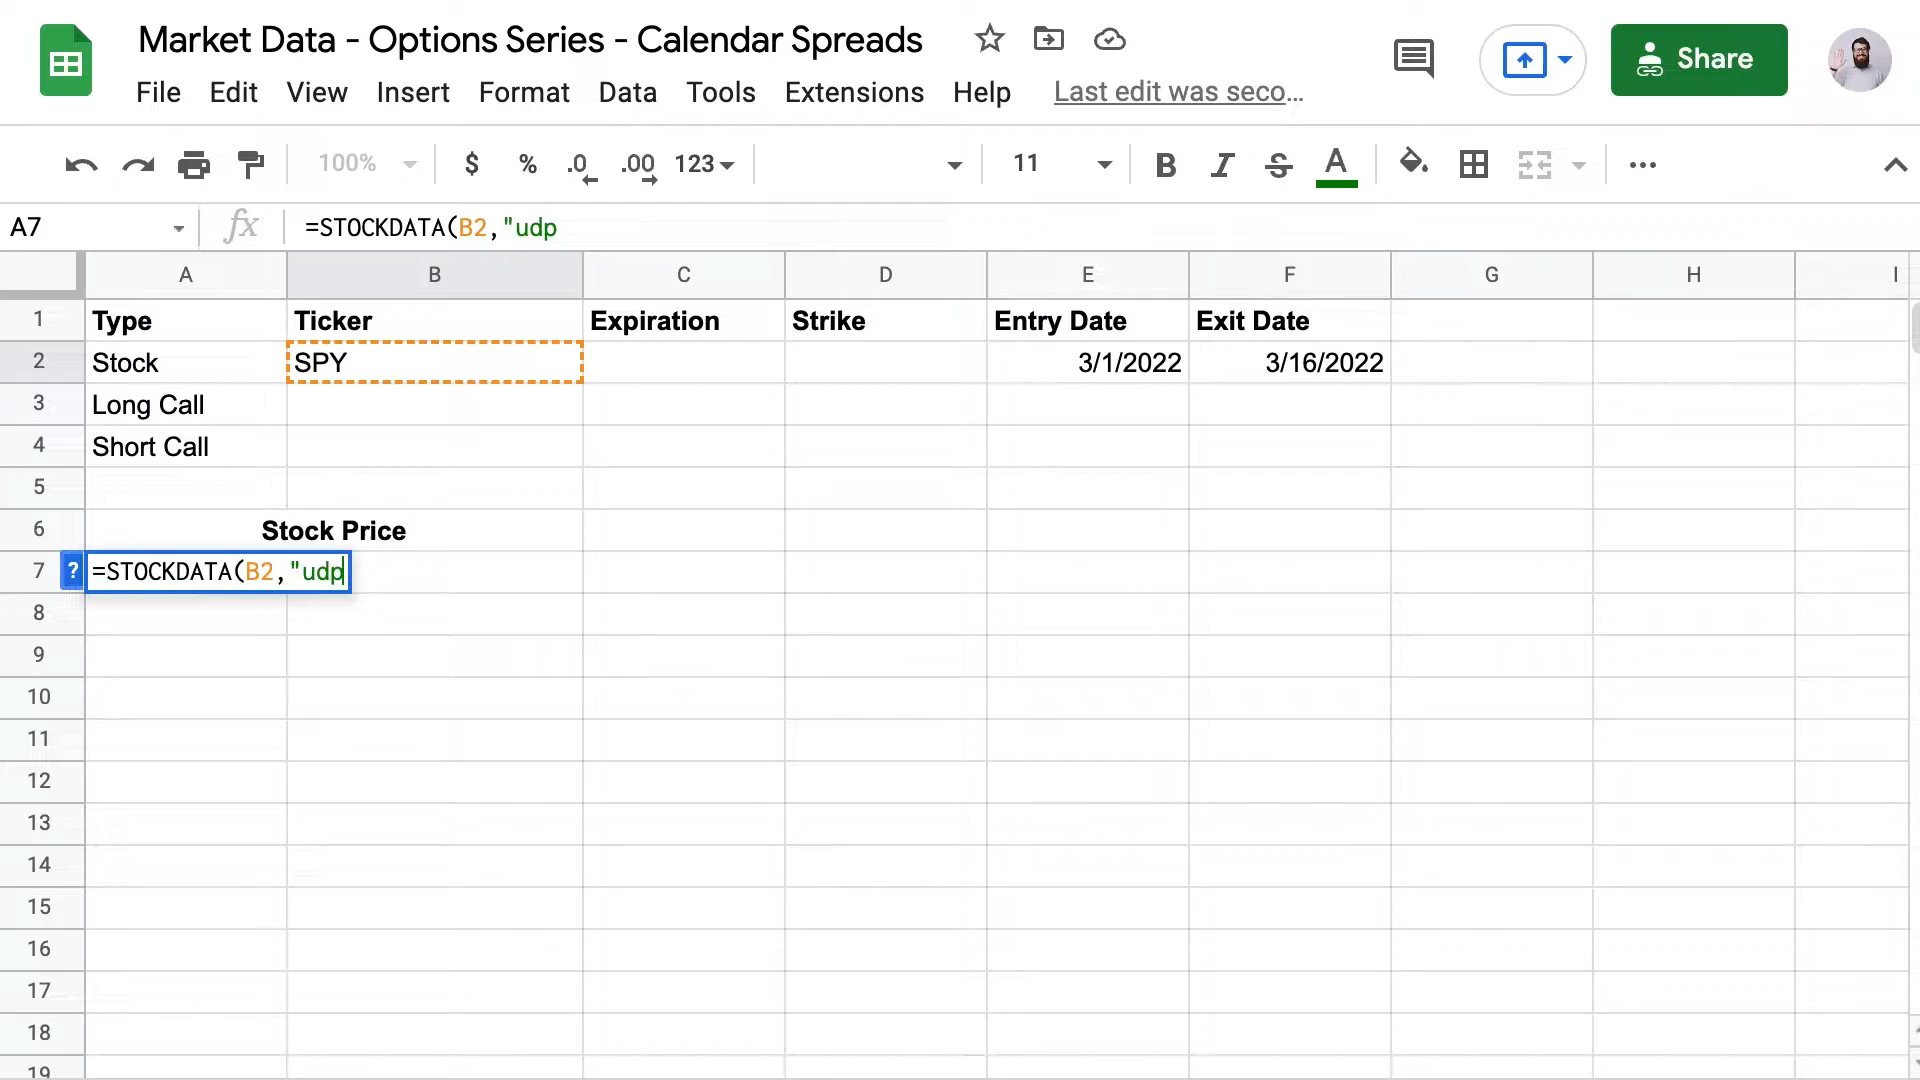 Market Data - Options Series - Calendar Spreads
Share
File Edit View Insert Format Data Tools Extensions Help Last edit was seco...
100% $ % .0 .00 123 11 B I S A
A7 fx =STOCKDATA(B2,"udp
A B C D E F G H I
1 Type Ticker Expiration Strike Entry Date Exit Date
2 Stock SPY 3/1/2022 3/16/2022
3 Long Call
4 Short Call
5
6 Stock Price
7 ? =STOCKDATA(B2,"udp
8
9
10
11
12
13
14
15
16
17
18
19